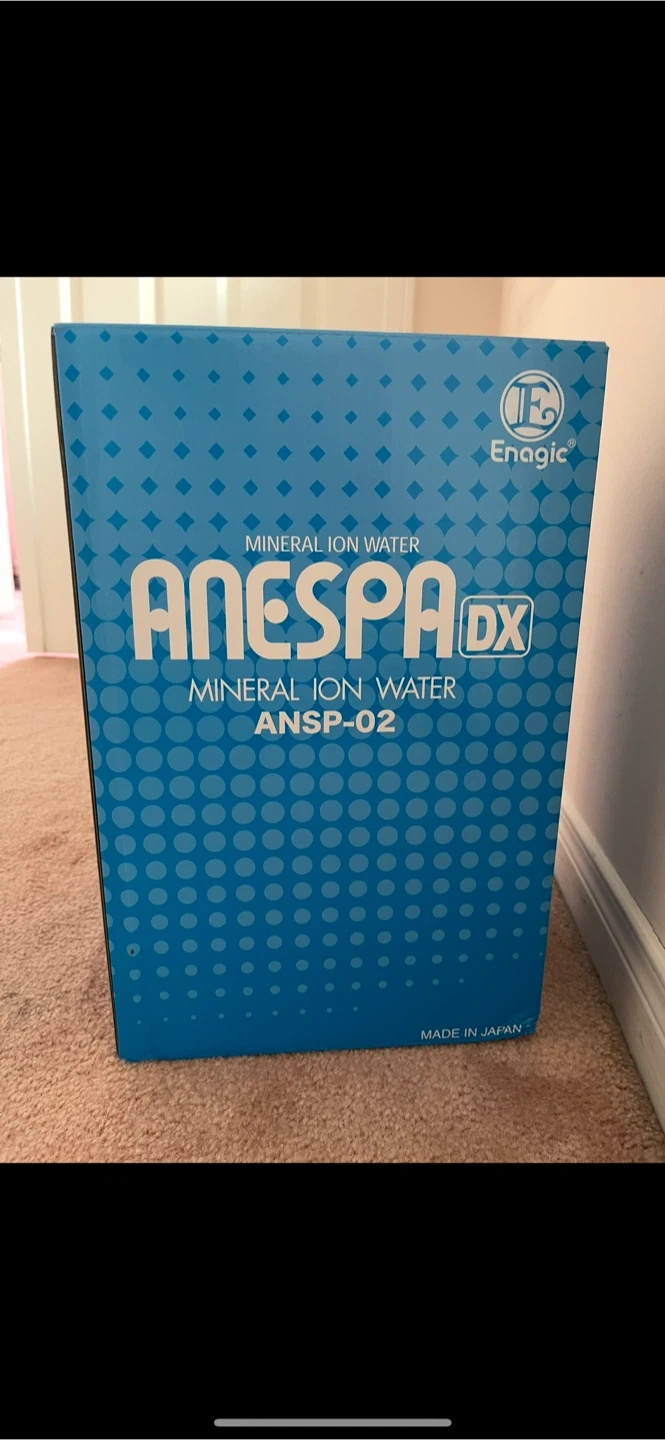 Enagic®
MINERAL ION WATER
ANESPA DX
MINERAL ION WATER
ANSP-02
MADE IN JAPAN